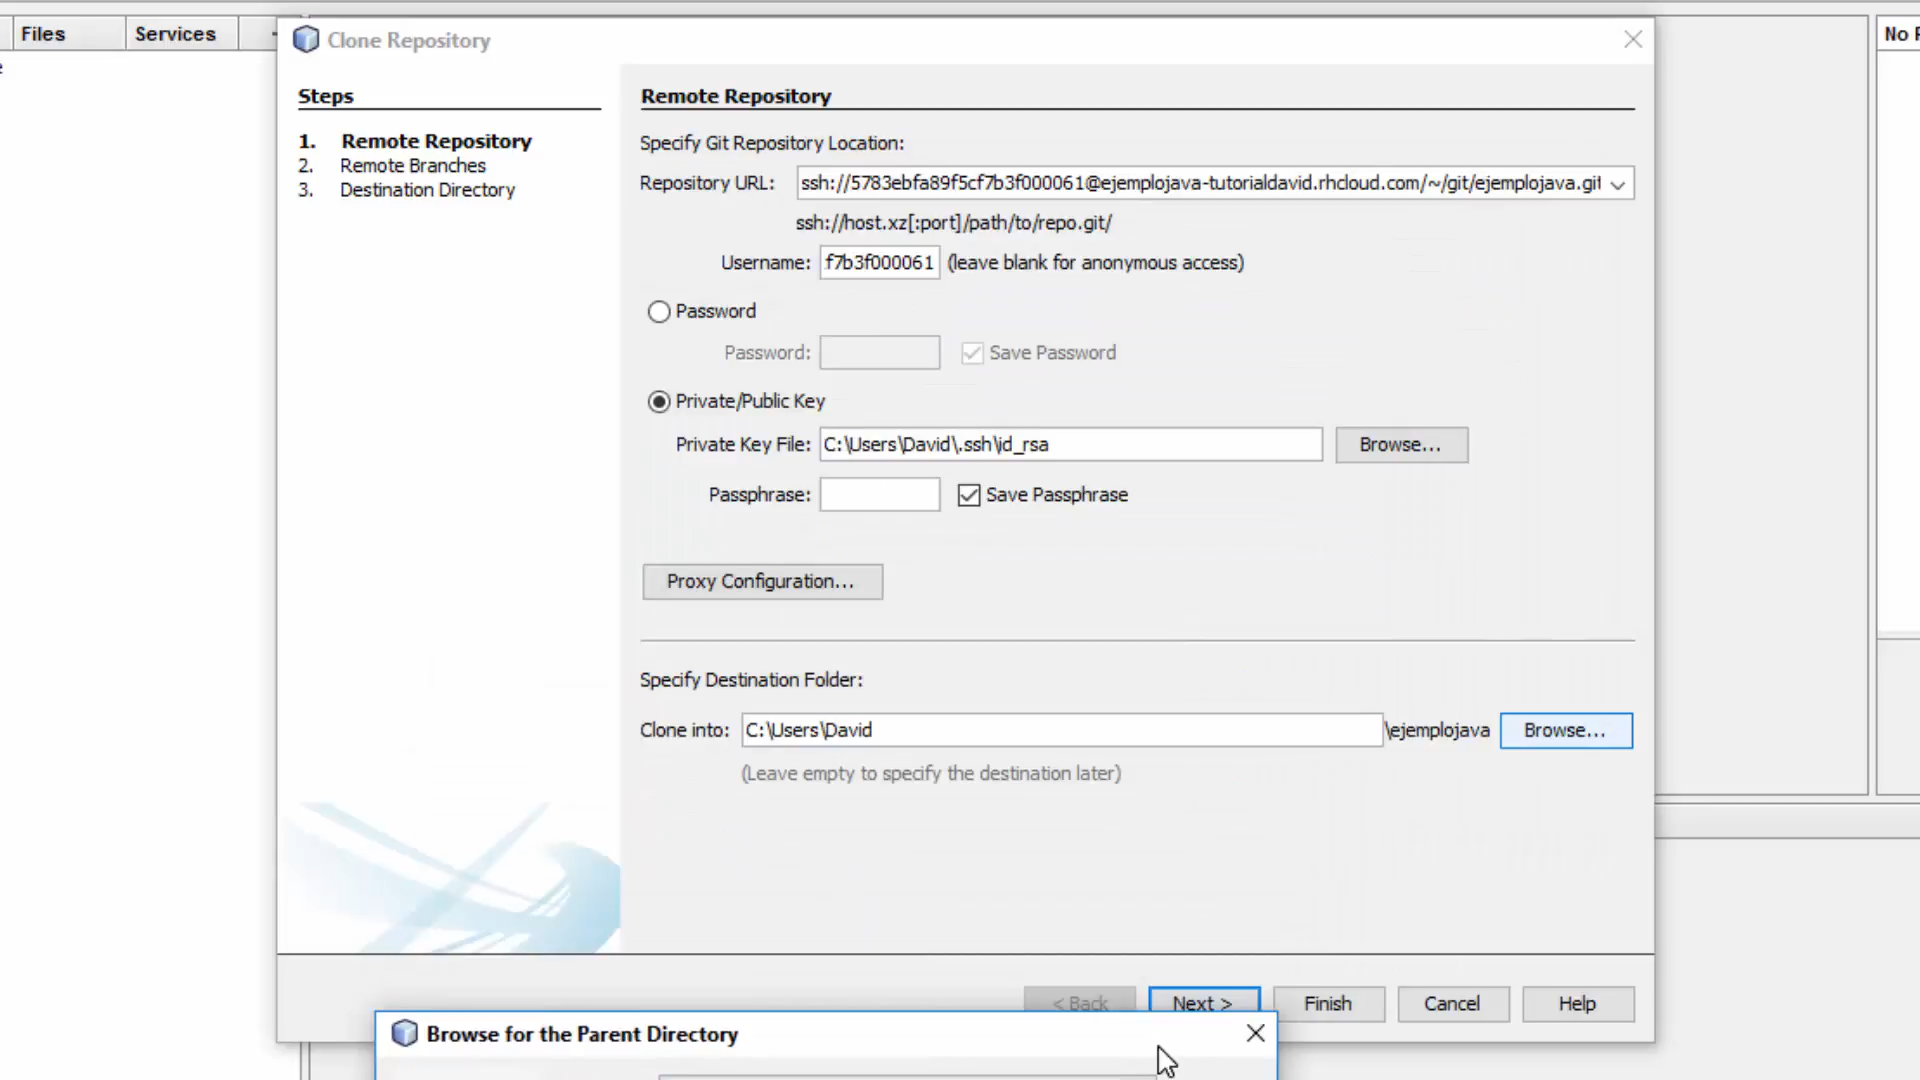 Files
Services
No
Clone Repository
Steps
1. Remote Repository
2. Remote Branches
3. Destination Directory
Remote Repository
Specify Git Repository Location:
Repository URL: ssh://5783ebfa89f5cf7b3f000061@ejemplojava-tutorialdavid.rhcloud.com/~/git/ejemplojava.git
ssh://host.xz[:port]/path/to/repo.git/
Username: f7b3f000061 (leave blank for anonymous access)
Password
Password: Save Password
Private/Public Key
Private Key File: C:\Users\David\.ssh\id_rsa Browse...
Passphrase: Save Passphrase
Proxy Configuration...
Specify Destination Folder:
Clone into: C:\Users\David \ejemplojava Browse...
(Leave empty to specify the destination later)
< Back Next > Finish Cancel Help
Browse for the Parent Directory